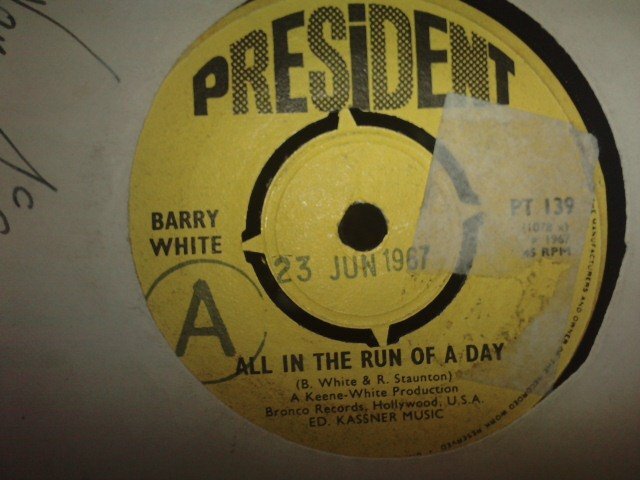 PRESiDENT
PT 139
BARRY
WHITE
℗ 1967
45 RPM
23 JUN 1967
A
ALL IN THE RUN OF A DAY
(B. White & R. Staunton)
A Keene-White Production
Bronco Records, Hollywood, U.S.A.
ED. KASSNER MUSIC